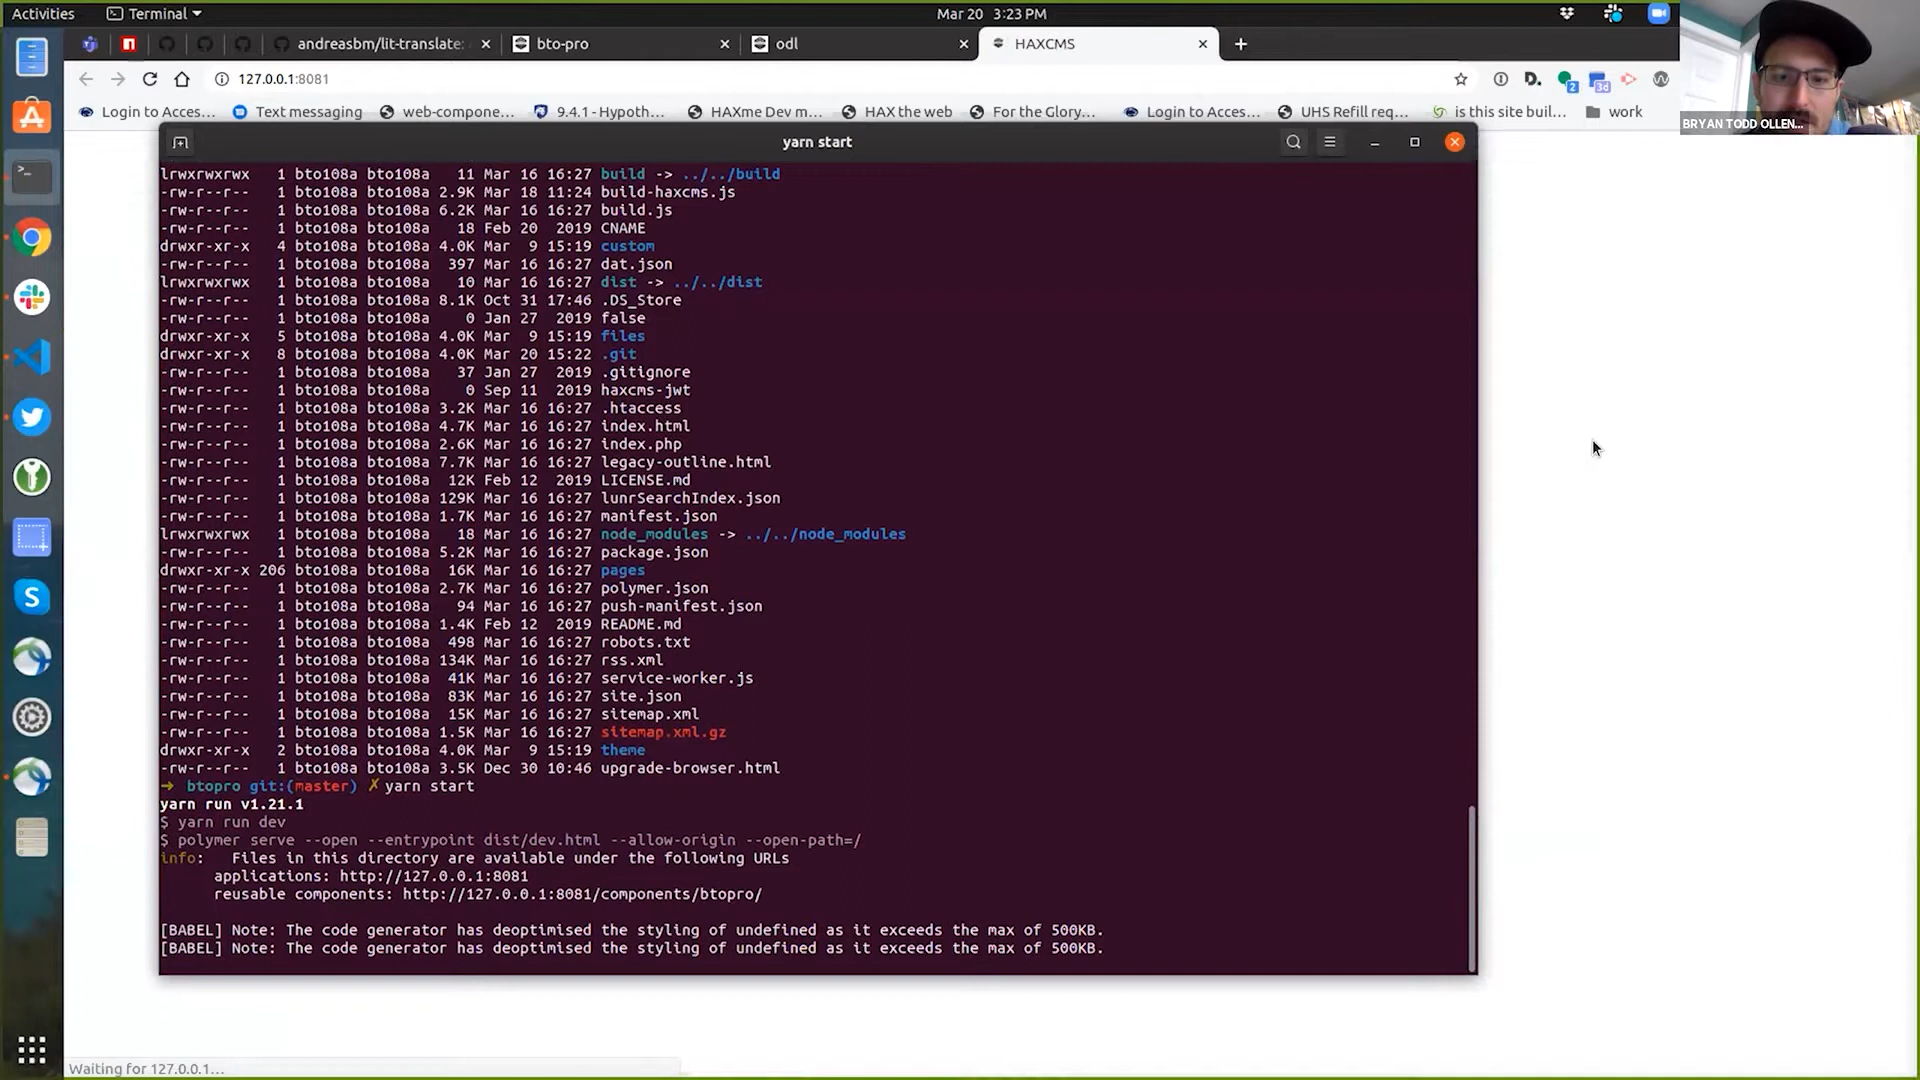 Activities
Terminal
Mar 20 3:23 PM
andreasbm/lit-translate:
bto-pro
odl
HAXCMS
127.0.0.1:8081
Login to Acces...
Text messaging
web-compone...
9.4.1 - Hypoth...
HAXme Dev m...
HAX the web
For the Glory...
Login to Acces...
UHS Refill req...
is this site buil...
work
BRYAN TODD OLLEN...
yarn start
lrwxrwxrwx 1 bto108a bto108a 11 Mar 16 16:27 build -> ../../build
-rw-r--r-- 1 bto108a bto108a 2.9K Mar 18 11:24 build-haxcms.js
-rw-r--r-- 1 bto108a bto108a 6.2K Mar 16 16:27 build.js
-rw-r--r-- 1 bto108a bto108a 18 Feb 20 2019 CNAME
drwxr-xr-x 4 bto108a bto108a 4.0K Mar 9 15:19 custom
-rw-r--r-- 1 bto108a bto108a 397 Mar 16 16:27 dat.json
lrwxrwxrwx 1 bto108a bto108a 10 Mar 16 16:27 dist -> ../../dist
-rw-r--r-- 1 bto108a bto108a 8.1K Oct 31 17:46 .DS_Store
-rw-r--r-- 1 bto108a bto108a 0 Jan 27 2019 false
drwxr-xr-x 5 bto108a bto108a 4.0K Mar 9 15:19 files
drwxr-xr-x 8 bto108a bto108a 4.0K Mar 20 15:22 .git
-rw-r--r-- 1 bto108a bto108a 37 Jan 27 2019 .gitignore
-rw-r--r-- 1 bto108a bto108a 0 Sep 11 2019 haxcms-jwt
-rw-r--r-- 1 bto108a bto108a 3.2K Mar 16 16:27 .htaccess
-rw-r--r-- 1 bto108a bto108a 4.7K Mar 16 16:27 index.html
-rw-r--r-- 1 bto108a bto108a 2.6K Mar 16 16:27 index.php
-rw-r--r-- 1 bto108a bto108a 7.7K Mar 16 16:27 legacy-outline.html
-rw-r--r-- 1 bto108a bto108a 12K Feb 12 2019 LICENSE.md
-rw-r--r-- 1 bto108a bto108a 129K Mar 16 16:27 lunrSearchIndex.json
-rw-r--r-- 1 bto108a bto108a 1.7K Mar 16 16:27 manifest.json
lrwxrwxrwx 1 bto108a bto108a 18 Mar 16 16:27 node_modules -> ../../node_modules
-rw-r--r-- 1 bto108a bto108a 5.2K Mar 16 16:27 package.json
drwxr-xr-x 206 bto108a bto108a 16K Mar 16 16:27 pages
-rw-r--r-- 1 bto108a bto108a 2.7K Mar 16 16:27 polymer.json
-rw-r--r-- 1 bto108a bto108a 94 Mar 16 16:27 push-manifest.json
-rw-r--r-- 1 bto108a bto108a 1.4K Feb 12 2019 README.md
-rw-r--r-- 1 bto108a bto108a 498 Mar 16 16:27 robots.txt
-rw-r--r-- 1 bto108a bto108a 134K Mar 16 16:27 rss.xml
-rw-r--r-- 1 bto108a bto108a 41K Mar 16 16:27 service-worker.js
-rw-r--r-- 1 bto108a bto108a 83K Mar 16 16:27 site.json
-rw-r--r-- 1 bto108a bto108a 15K Mar 16 16:27 sitemap.xml
-rw-r--r-- 1 bto108a bto108a 1.5K Mar 16 16:27 sitemap.xml.gz
drwxr-xr-x 2 bto108a bto108a 4.0K Mar 9 15:19 theme
-rw-r--r-- 1 bto108a bto108a 3.5K Dec 30 10:46 upgrade-browser.html
→ btopro git:(master) ✗ yarn start
yarn run v1.21.1
$ yarn run dev
$ polymer serve --open --entrypoint dist/dev.html --allow-origin --open-path=/
info: Files in this directory are available under the following URLs
applications: http://127.0.0.1:8081
reusable components: http://127.0.0.1:8081/components/btopro/
[BABEL] Note: The code generator has deoptimised the styling of undefined as it exceeds the max of 500KB.
[BABEL] Note: The code generator has deoptimised the styling of undefined as it exceeds the max of 500KB.
Waiting for 127.0.0.1...